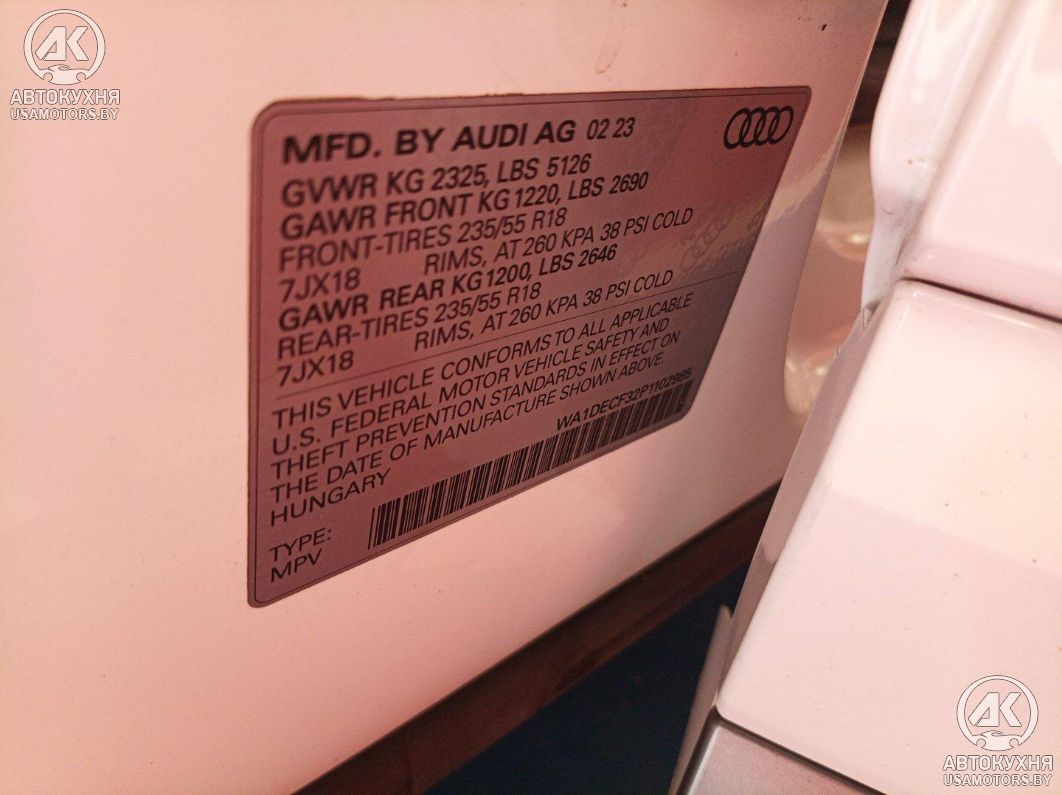 AK
АВТОКУХНЯ
USAMOTORS.BY
MFD. BY AUDI AG 02 23
GVWR KG 2325, LBS 5126
GAWR FRONT KG 1220, LBS 2690
FRONT-TIRES 235/55 R18
7JX18 RIMS, AT 260 KPA 38 PSI COLD
GAWR REAR KG 1200, LBS 2646
REAR-TIRES 235/55 R18
7JX18 RIMS, AT 260 KPA 38 PSI COLD
THIS VEHICLE CONFORMS TO ALL APPLICABLE
U.S. FEDERAL MOTOR VEHICLE SAFETY AND
THEFT PREVENTION STANDARDS IN EFFECT ON
THE DATE OF MANUFACTURE SHOWN ABOVE.
HUNGARY WA1DECF32P1102985
TYPE:
MPV
AK
АВТОКУХНЯ
USAMOTORS.BY